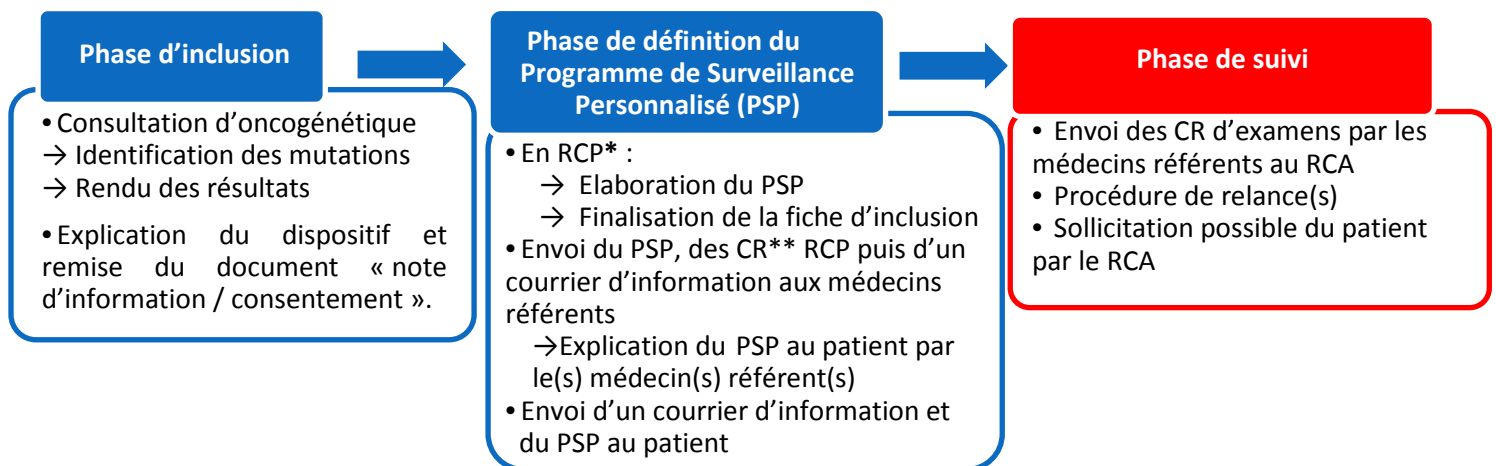 Phase d’inclusion
• Consultation d’oncogénétique
→ Identification des mutations
→ Rendu des résultats
• Explication du dispositif et
remise du document « note
d’information / consentement ».
Phase de définition du
Programme de Surveillance
Personnalisé (PSP)
• En RCP* :
→ Elaboration du PSP
→ Finalisation de la fiche d’inclusion
• Envoi du PSP, des CR** RCP puis d’un
courrier d’information aux médecins
référents
→Explication du PSP au patient par
le(s) médecin(s) référent(s)
• Envoi d’un courrier d’information et
du PSP au patient
Phase de suivi
• Envoi des CR d’examens par les
médecins référents au RCA
• Procédure de relance(s)
• Sollicitation possible du patient
par le RCA